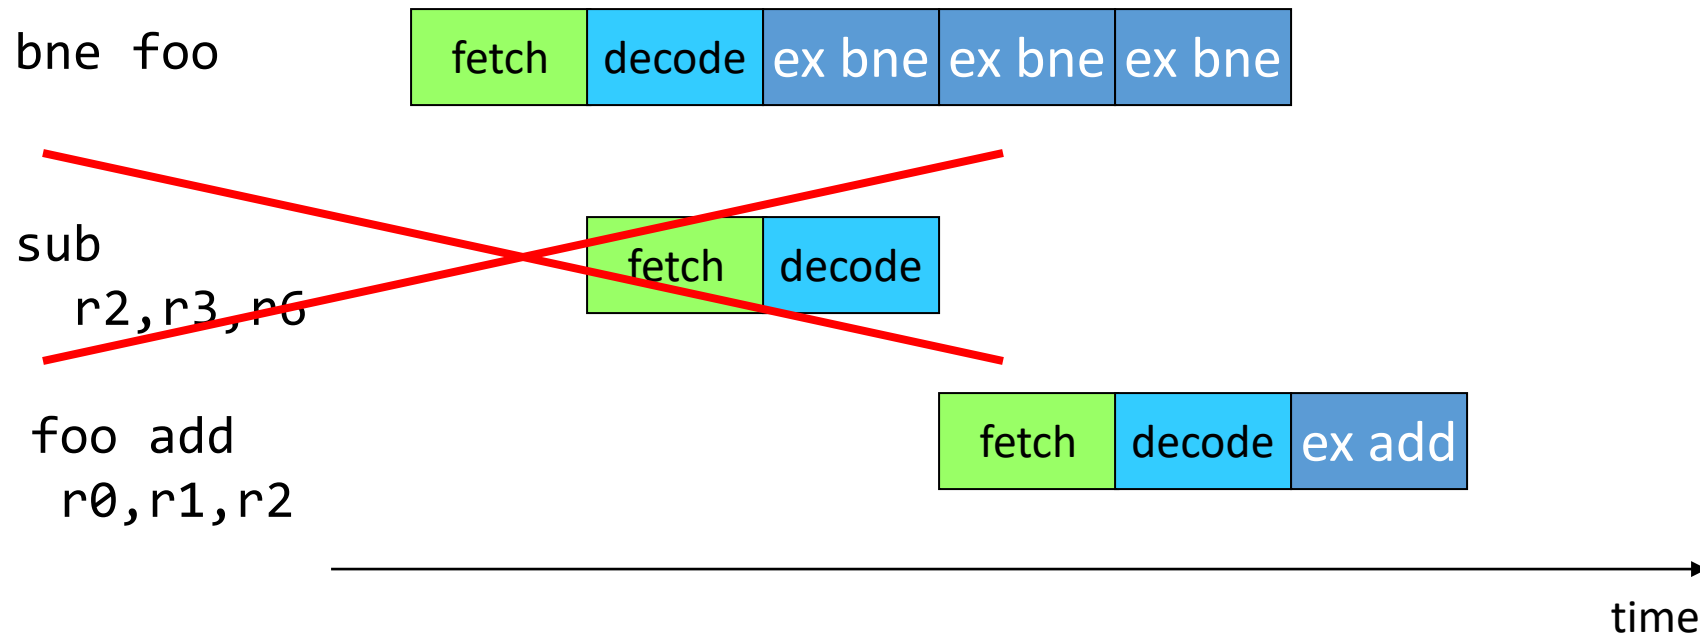 bne foo fetch decode ex bne ex bne ex bne
sub
fetch decode
r2,r3,r6
foo add
fetch decode ex add
r0,r1,r2
time